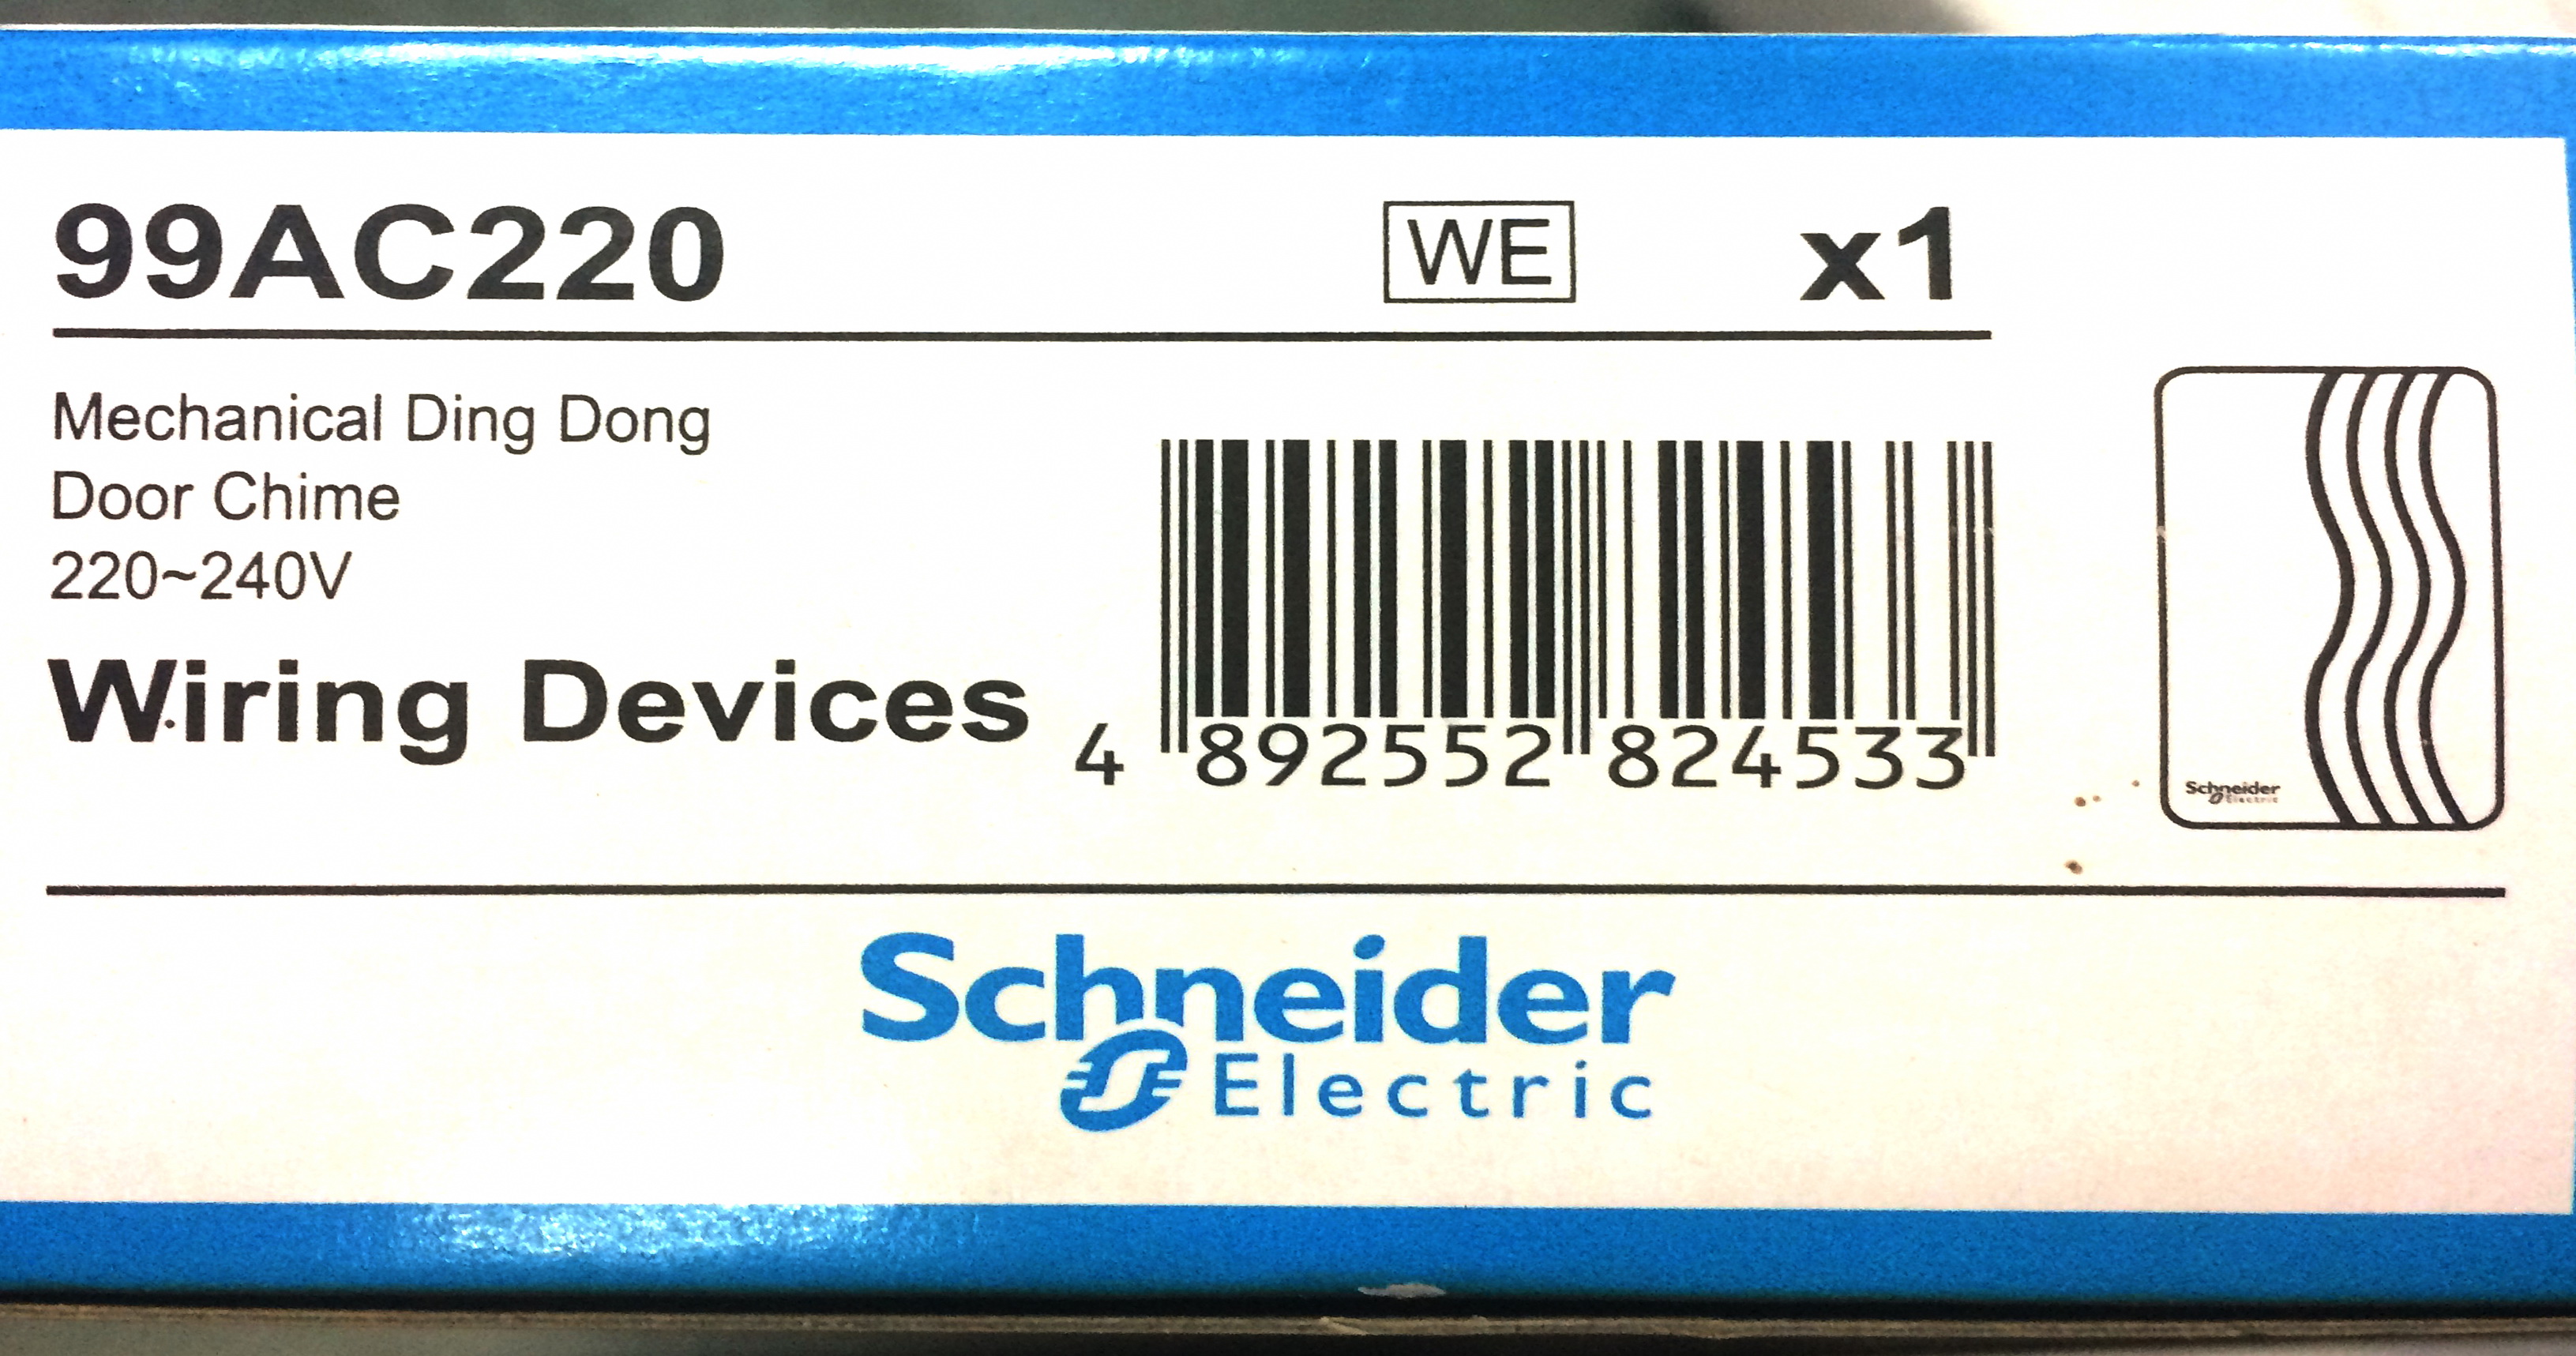 99AC220 WE x1
Mechanical Ding Dong
Door Chime
220~240V
Wiring Devices
4 892552 824533
Schneider
Electric
Schneider
Electric